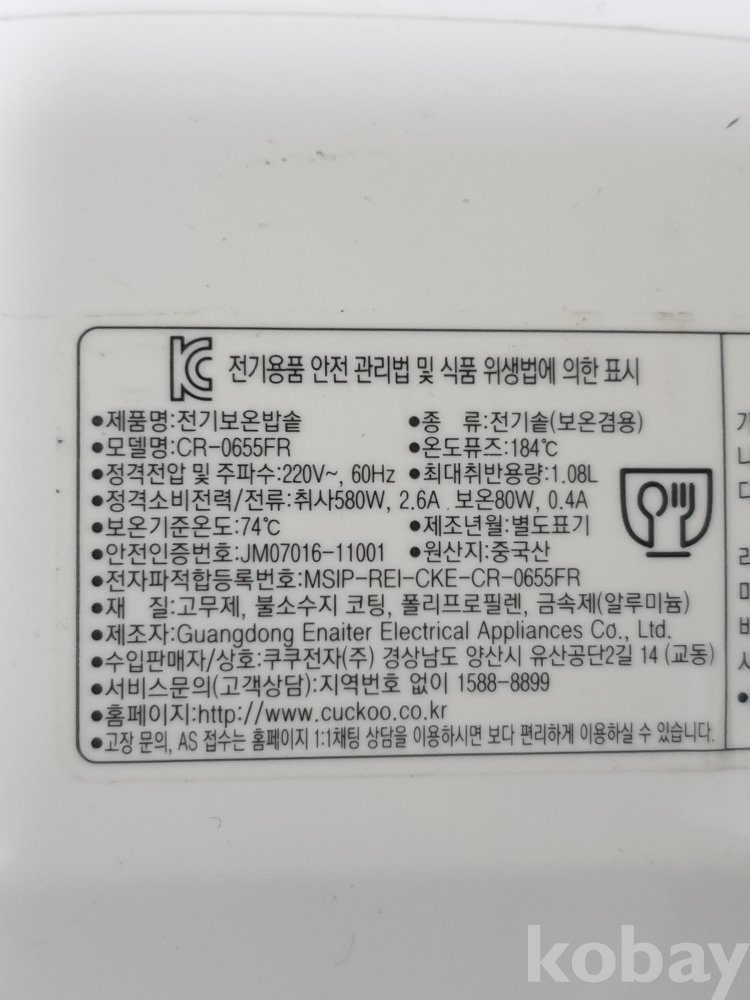 KC 전기용품 안전 관리법 및 식품 위생법에 의한 표시
●제품명:전기보온밥솥 ●종 류:전기솥(보온겸용)
●모델명:CR-0655FR ●온도퓨즈:184℃
●정격전압 및 주파수:220V~, 60Hz ●최대취반용량:1.08L
●정격소비전력/전류:취사580W, 2.6A 보온80W, 0.4A
●보온기준온도:74℃ ●제조년월:별도표기
●안전인증번호:JM07016-11001 ●원산지:중국산
●전자파적합등록번호:MSIP-REI-CKE-CR-0655FR
●재 질:고무제, 불소수지 코팅, 폴리프로필렌, 금속제(알루미늄)
●제조자:Guangdong Enaiter Electrical Appliances Co., Ltd.
●수입판매자/상호:쿠쿠전자(주) 경상남도 양산시 유산공단2길 14 (교동)
●서비스문의(고객상담):지역번호 없이 1588-8899
●홈페이지:http://www.cuckoo.co.kr
●고장 문의, AS 접수는 홈페이지 1:1채팅 상담을 이용하시면 보다 편리하게 이용하실 수 있습니다.
kobay